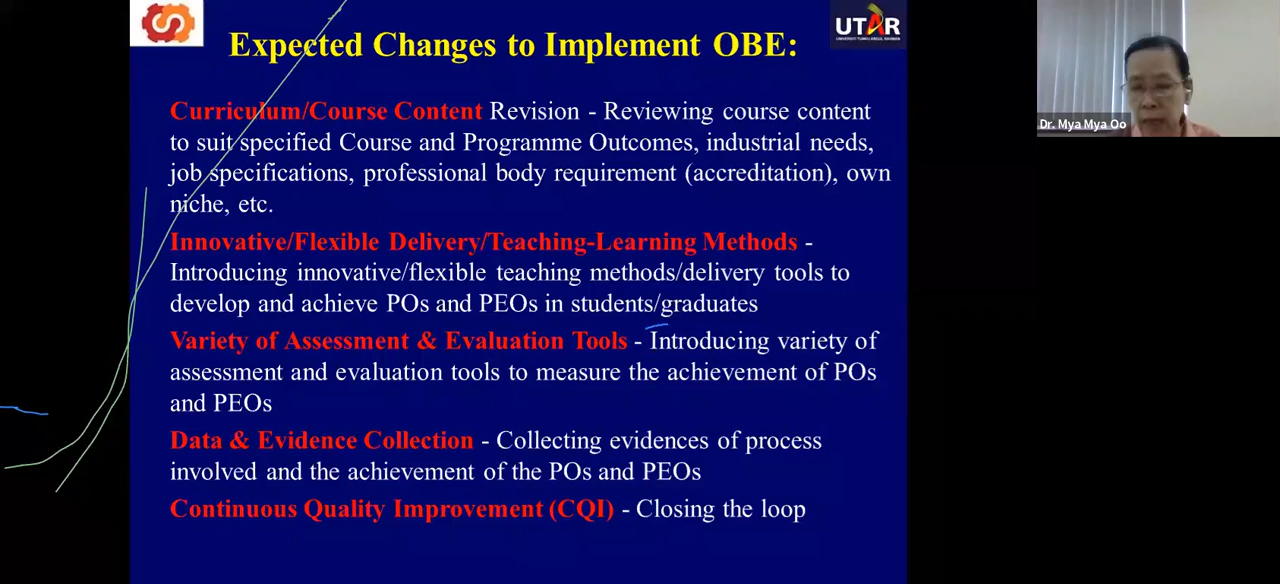 UTAR
UNIVERSITI TUNKU ABDUL RAHMAN
Expected Changes to Implement OBE:
Dr. Mya Mya Oo
Curriculum/Course Content Revision - Reviewing course content
to suit specified Course and Programme Outcomes, industrial needs,
job specifications, professional body requirement (accreditation), own
niche, etc.
Innovative/Flexible Delivery/Teaching-Learning Methods -
Introducing innovative/flexible teaching methods/delivery tools to
develop and achieve POs and PEOs in students/graduates
Variety of Assessment & Evaluation Tools - Introducing variety of
assessment and evaluation tools to measure the achievement of POs
and PEOs
Data & Evidence Collection - Collecting evidences of process
involved and the achievement of the POs and PEOs
Continuous Quality Improvement (CQI) - Closing the loop